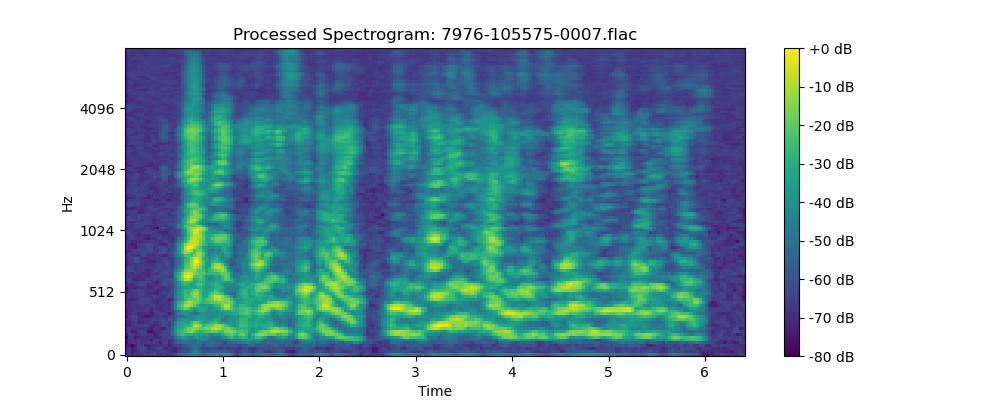 Processed Spectrogram: 7976-105575-0007.flac
Hz
4096
2048
1024
512
0
0 1 2 3 4 5 6
Time
+0 dB
-10 dB
-20 dB
-30 dB
-40 dB
-50 dB
-60 dB
-70 dB
-80 dB